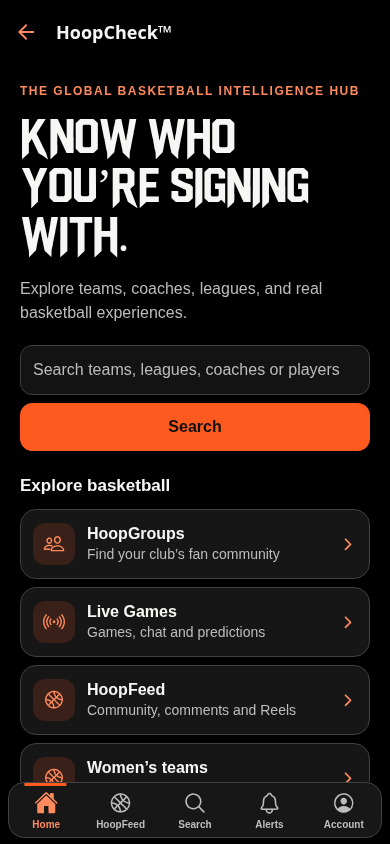 HoopCheck™
THE GLOBAL BASKETBALL INTELLIGENCE HUB
KNOW WHO
YOU’RE SIGNING
WITH.
Explore teams, coaches, leagues, and real
basketball experiences.
Search teams, leagues, coaches or players
Search
Explore basketball
HoopGroups
Find your club’s fan community
Live Games
Games, chat and predictions
HoopFeed
Community, comments and Reels
Women’s teams
Home
HoopFeed
Search
Alerts
Account